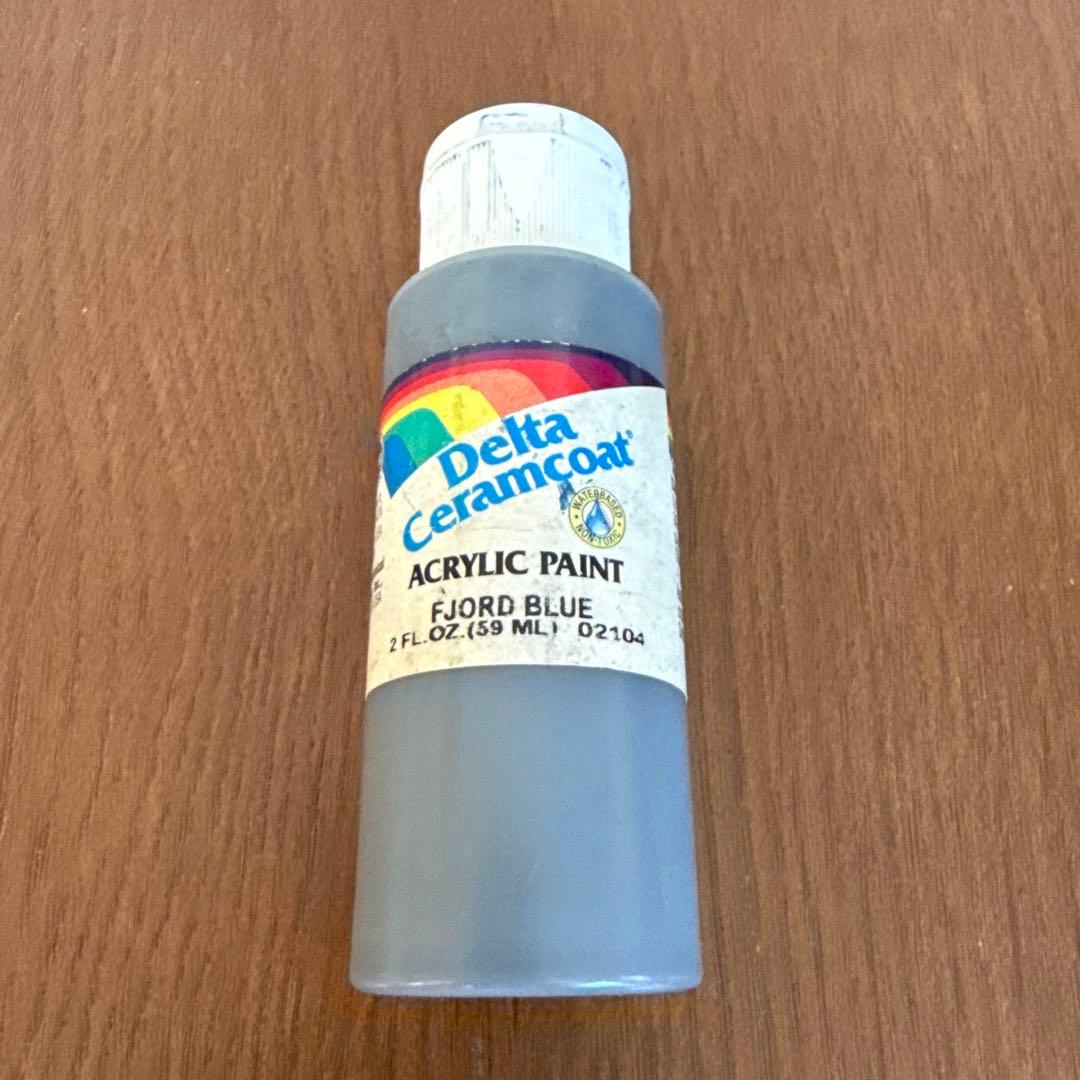 Delta
Ceramcoat®
WATERBASED
NON-TOXIC
ACRYLIC PAINT
FJORD BLUE
2 FL.OZ.(59 ML) 02104